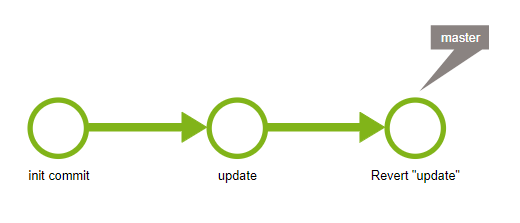 master
init commit
update
Revert "update"